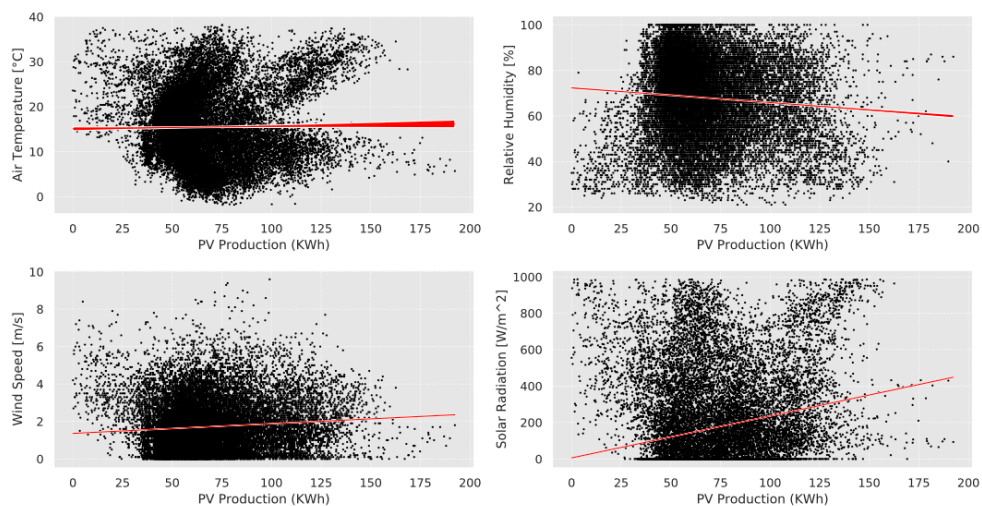 Air Temperature [°C]
40
30
20
10
0
0 25 50 75 100 125 150 175 200
PV Production (KWh)
Relative Humidity [%]
100
80
60
40
20
0 25 50 75 100 125 150 175 200
PV Production (KWh)
Wind Speed [m/s]
10
8
6
4
2
0
0 25 50 75 100 125 150 175 200
PV Production (KWh)
Solar Radiation [W/m^2]
1000
800
600
400
200
0
0 25 50 75 100 125 150 175 200
PV Production (KWh)